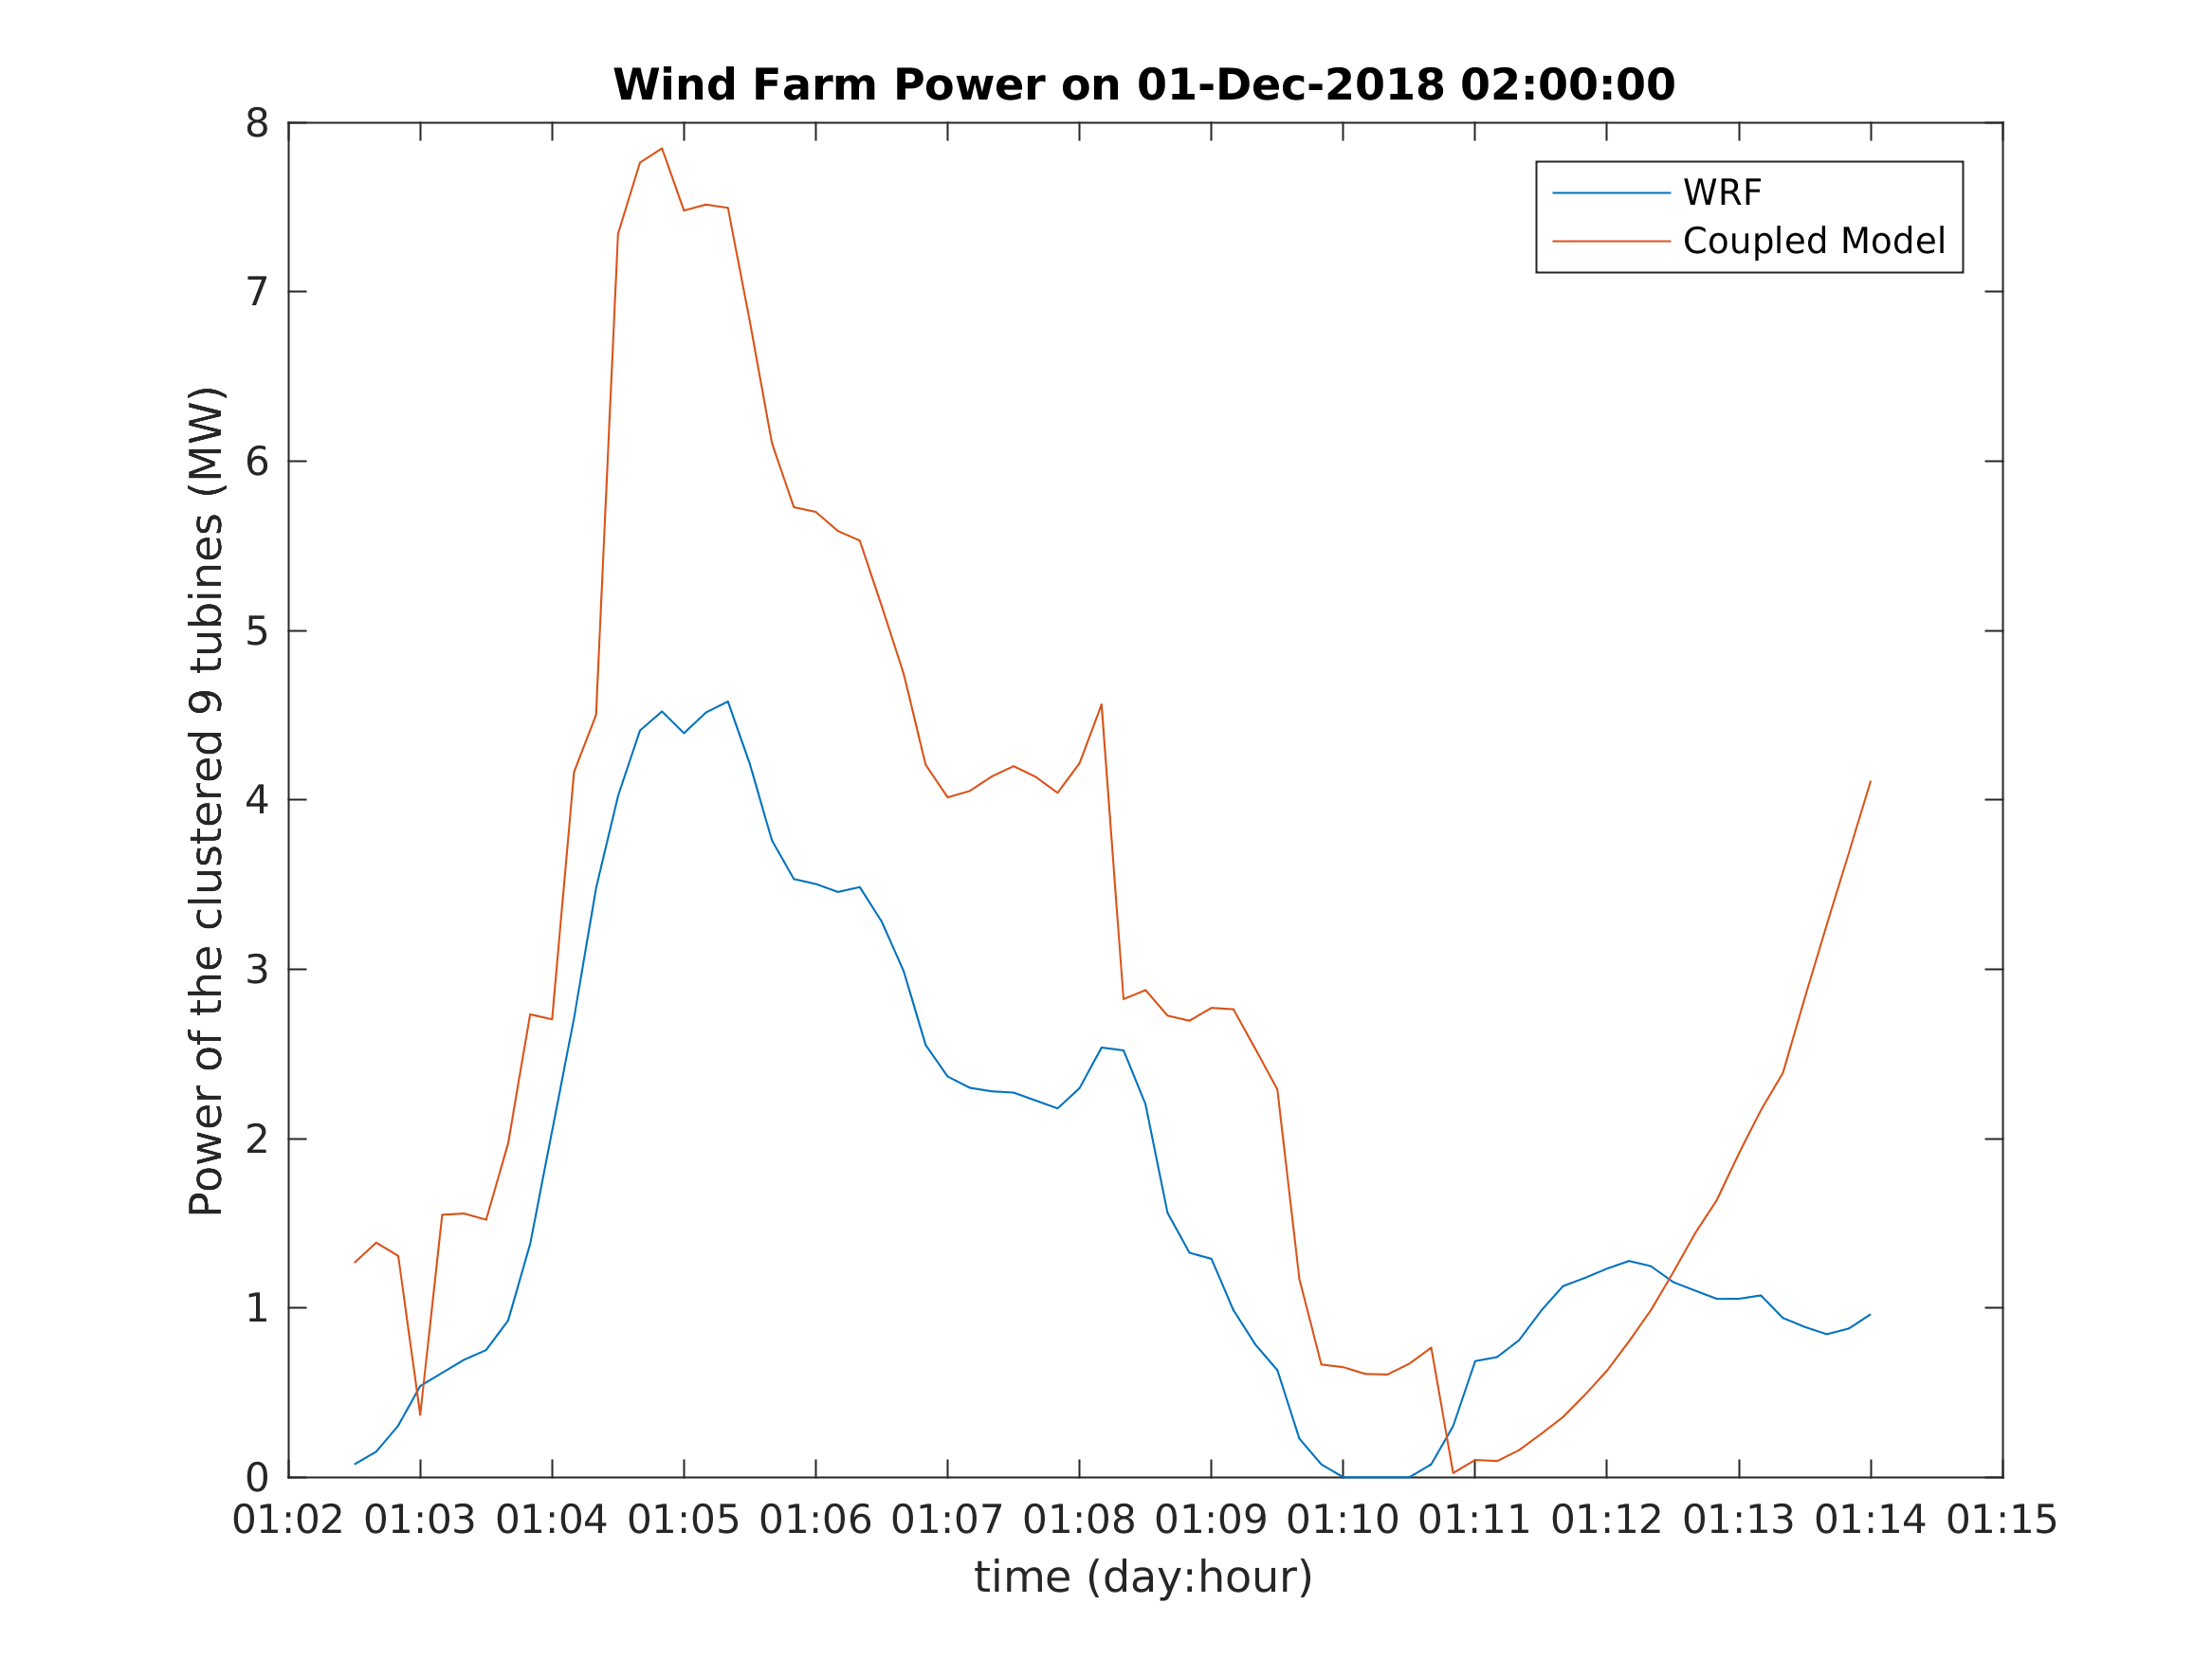 Wind Farm Power on 01-Dec-2018 02:00:00
WRF
Coupled Model
Power of the clustered 9 tubines (MW)
8
7
6
5
4
3
2
1
0
01:02 01:03 01:04 01:05 01:06 01:07 01:08 01:09 01:10 01:11 01:12 01:13 01:14 01:15
time (day:hour)